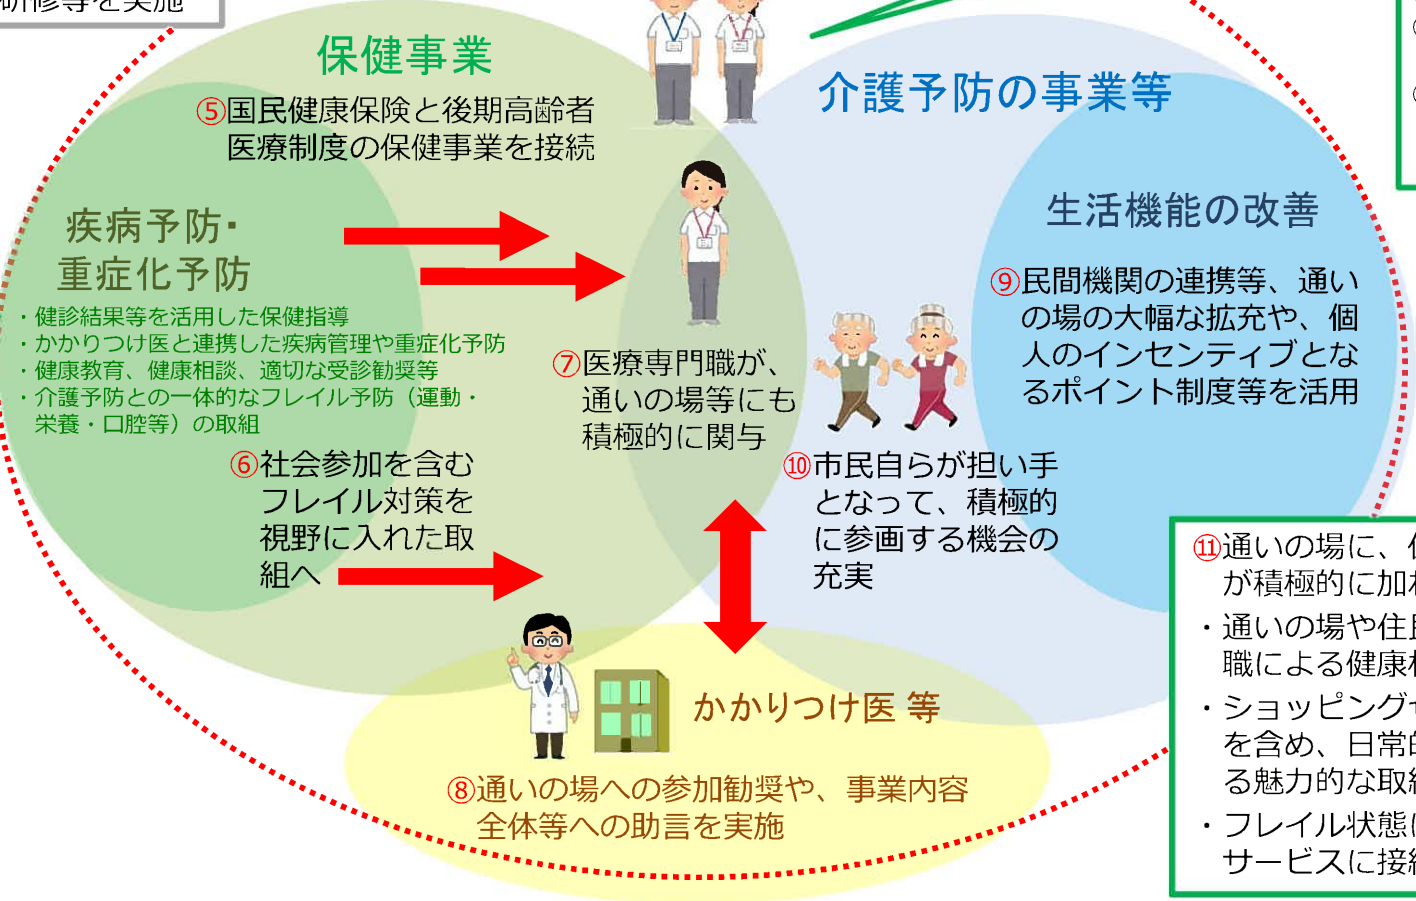 研修等を実施
保健事業
⑤国民健康保険と後期高齢者
医療制度の保健事業を接続
介護予防の事業等
疾病予防・
重症化予防
・健診結果等を活用した保健指導
・かかりつけ医と連携した疾病管理や重症化予防
・健康教育、健康相談、適切な受診勧奨等
・介護予防との一体的なフレイル予防（運動・
栄養・口腔等）の取組
生活機能の改善
⑨民間機関の連携等、通い
の場の大幅な拡充や、個
人のインセンティブとな
るポイント制度等を活用
⑦医療専門職が、
通いの場等にも
積極的に関与
⑥社会参加を含む
フレイル対策を
視野に入れた取
組へ
⑩市民自らが担い手
となって、積極的
に参画する機会の
充実
かかりつけ医 等
⑧通いの場への参加勧奨や、事業内容
全体等への助言を実施
⑪通いの場に、
が積極的に加
・通いの場や住
職による健康
・ショッピング
を含め、日常
る魅力的な取
・フレイル状態
サービスに接